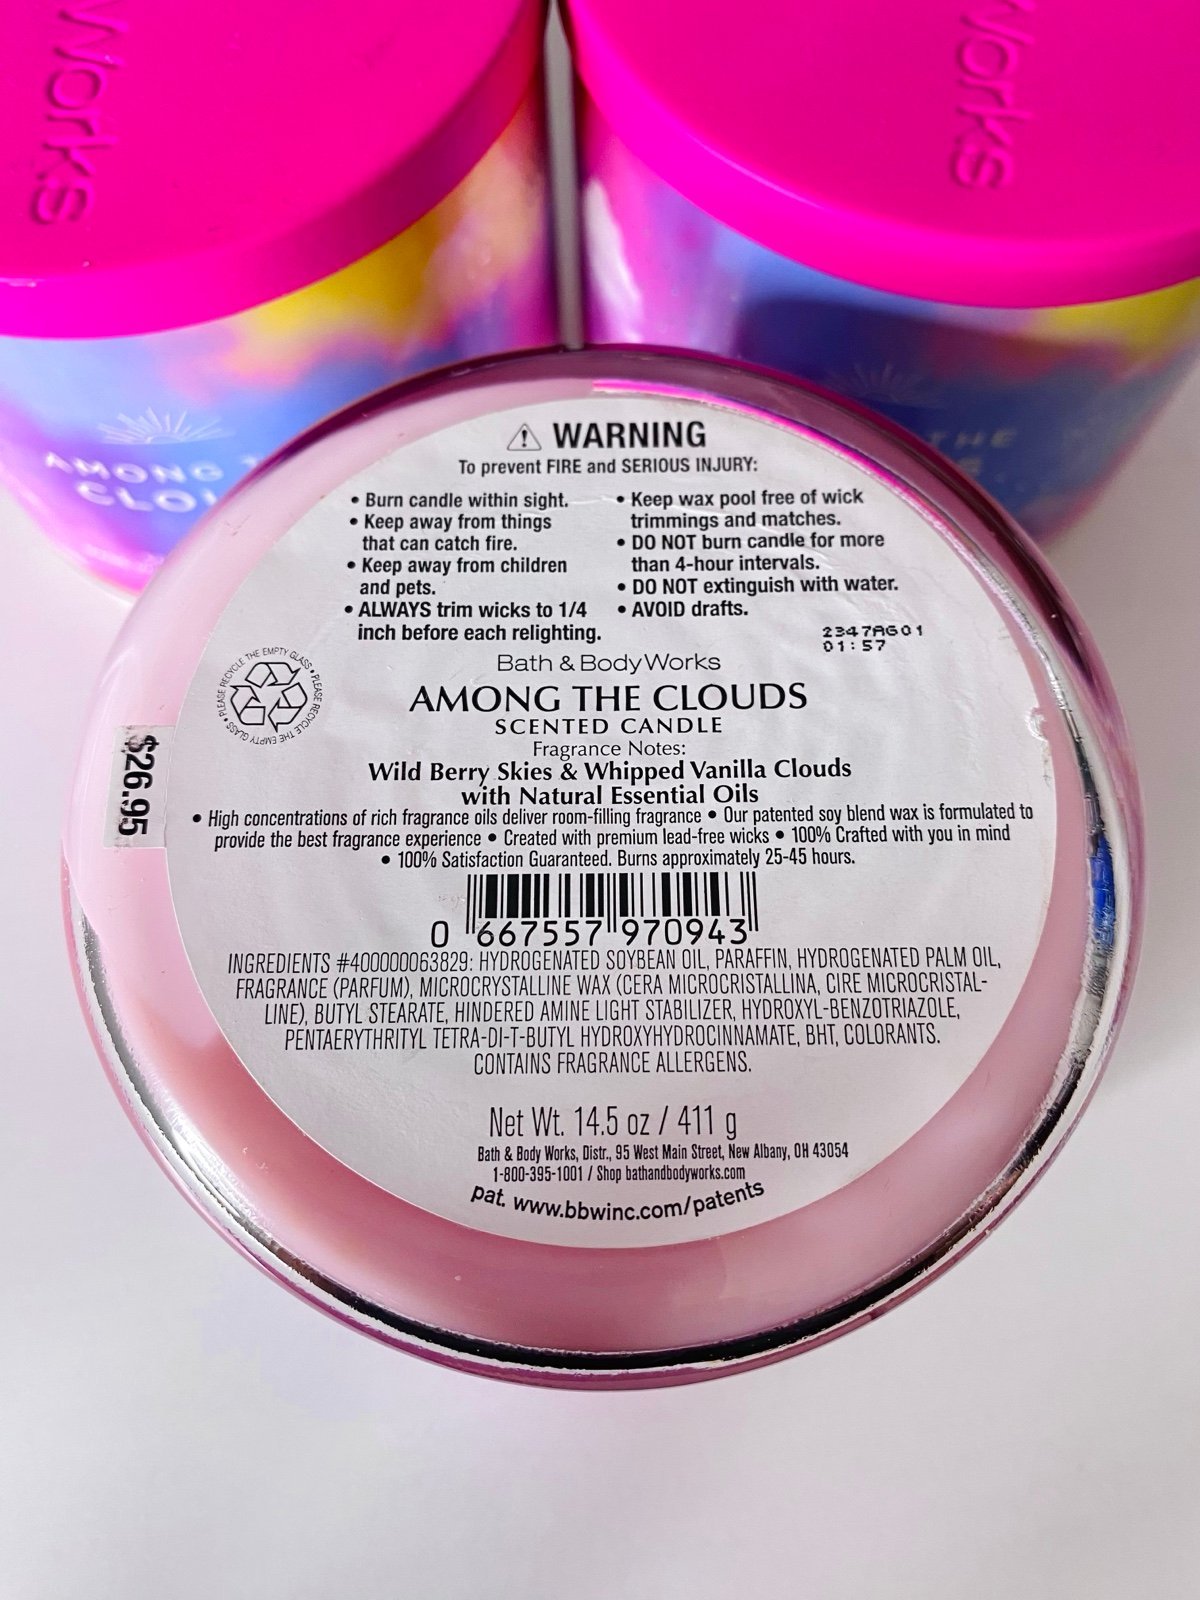 Works
Works
AMONG
CLO
THE
WARNING
To prevent FIRE and SERIOUS INJURY:
• Burn candle within sight.
• Keep away from things
that can catch fire.
• Keep away from children
and pets.
• ALWAYS trim wicks to 1/4
inch before each relighting.
• Keep wax pool free of wick
trimmings and matches.
• DO NOT burn candle for more
than 4-hour intervals.
• DO NOT extinguish with water.
• AVOID drafts.
2347AG01
01:57
PLEASE RECYCLE THE EMPTY GLASS • PLEASE RECYCLE THE EMPTY GLASS •
$26.95
Bath & Body Works
AMONG THE CLOUDS
SCENTED CANDLE
Fragrance Notes:
Wild Berry Skies & Whipped Vanilla Clouds
with Natural Essential Oils
• High concentrations of rich fragrance oils deliver room-filling fragrance • Our patented soy blend wax is formulated to
provide the best fragrance experience • Created with premium lead-free wicks • 100% Crafted with you in mind
• 100% Satisfaction Guaranteed. Burns approximately 25-45 hours.
0 667557 970943
INGREDIENTS #400000063829: HYDROGENATED SOYBEAN OIL, PARAFFIN, HYDROGENATED PALM OIL,
FRAGRANCE (PARFUM), MICROCRYSTALLINE WAX (CERA MICROCRISTALLINA, CIRE MICROCRISTAL-
LINE), BUTYL STEARATE, HINDERED AMINE LIGHT STABILIZER, HYDROXYL-BENZOTRIAZOLE,
PENTAERYTHRITYL TETRA-DI-T-BUTYL HYDROXYHYDROCINNAMATE, BHT, COLORANTS.
CONTAINS FRAGRANCE ALLERGENS.
Net Wt. 14.5 oz / 411 g
Bath & Body Works, Distr., 95 West Main Street, New Albany, OH 43054
1-800-395-1001 / Shop bathandbodyworks.com
pat. www.bbwinc.com/patents